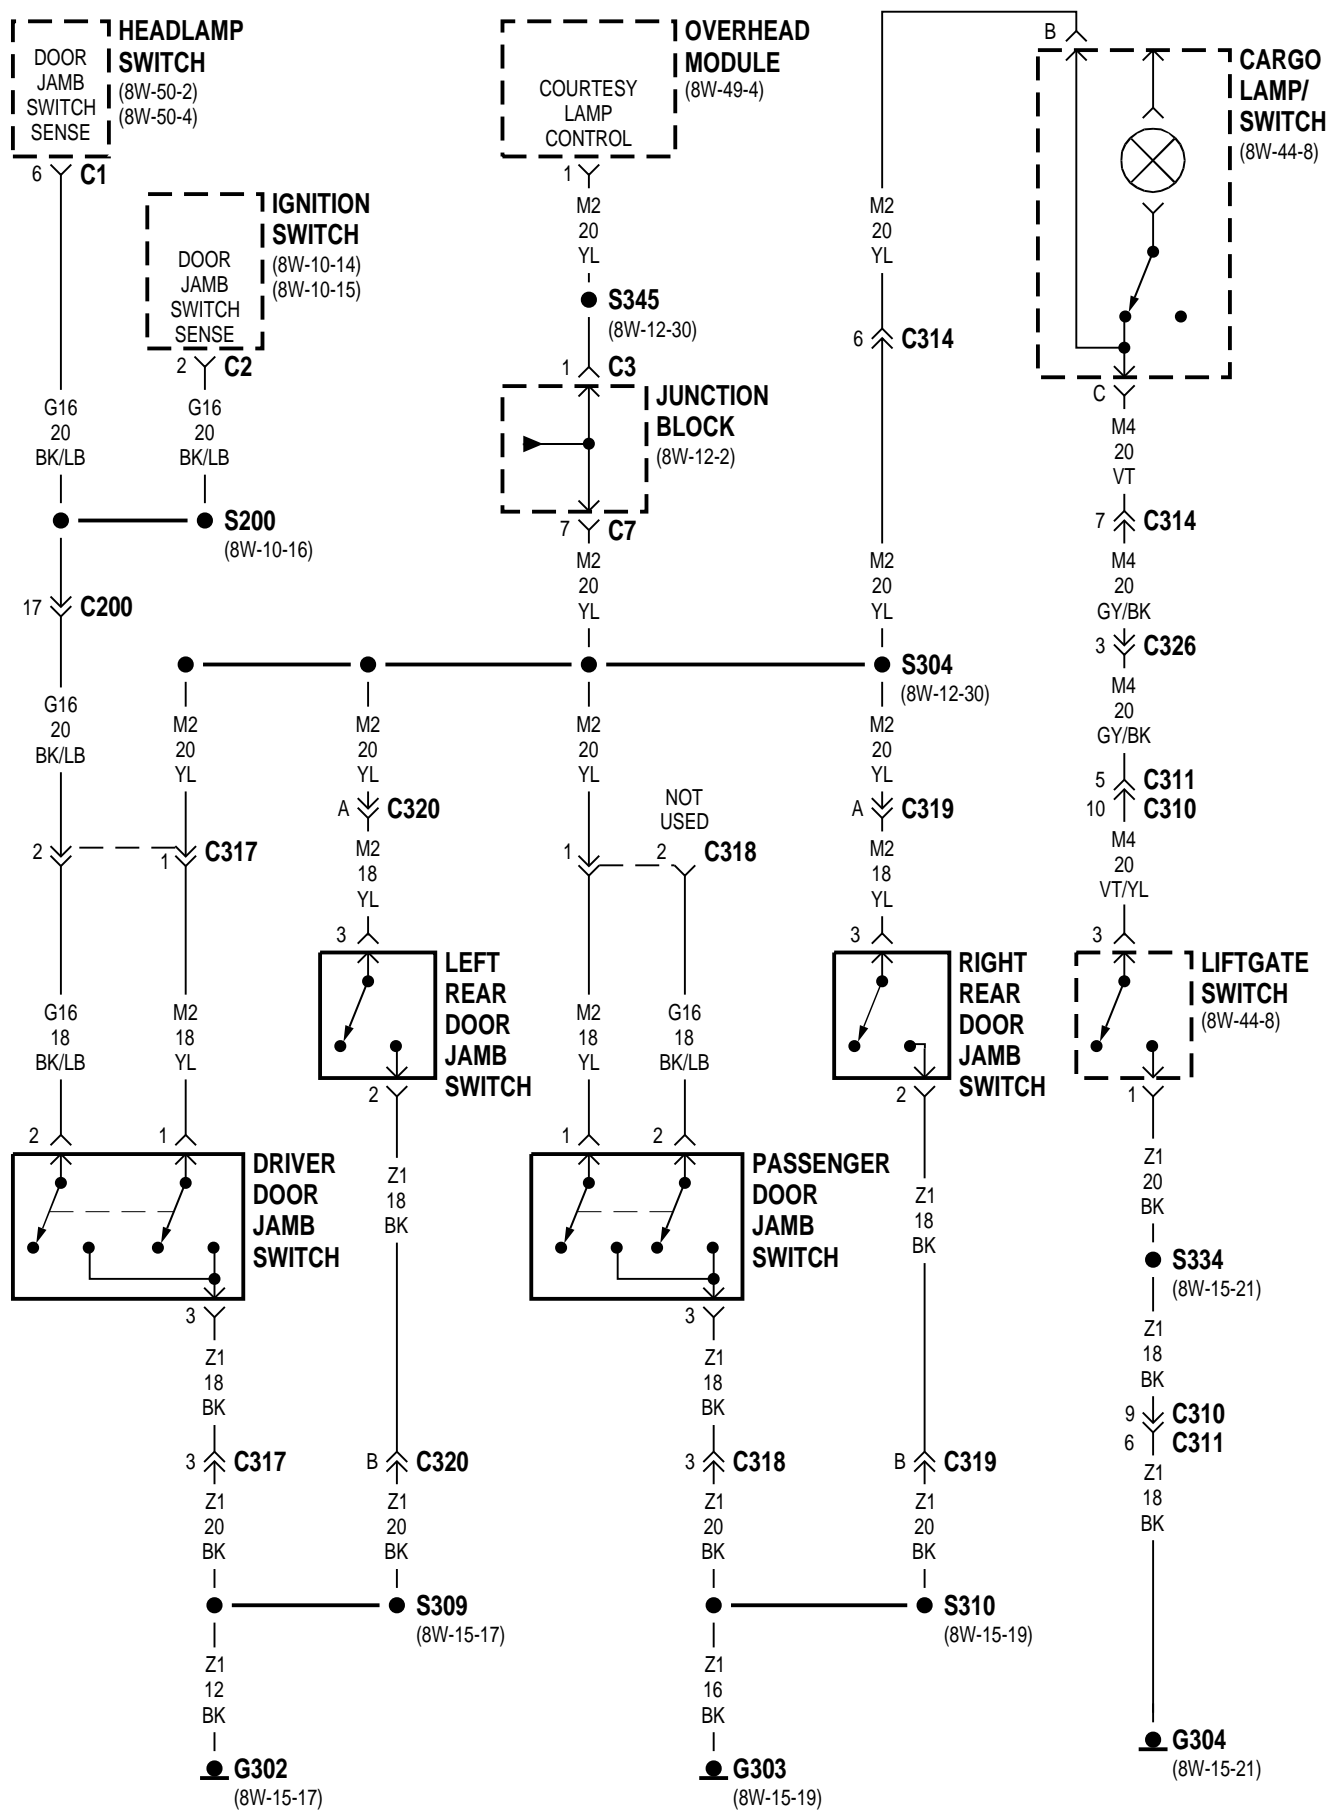 HEADLAMP
SWITCH
(8W-50-2)
(8W-50-4)
DOOR
JAMB
SWITCH
SENSE
6
C1
IGNITION
SWITCH
(8W-10-14)
(8W-10-15)
DOOR
JAMB
SWITCH
SENSE
2
C2
G16
20
BK/LB
G16
20
BK/LB
S200
(8W-10-16)
17
C200
G16
20
BK/LB
OVERHEAD
MODULE
(8W-49-4)
COURTESY
LAMP
CONTROL
1
M2
20
YL
S345
(8W-12-30)
1
C3
JUNCTION
BLOCK
(8W-12-2)
7
C7
M2
20
YL
M2
20
YL
6
C314
M2
20
YL
B
CARGO
LAMP/
SWITCH
(8W-44-8)
C
M4
20
VT
7
C314
M4
20
GY/BK
3
C326
M4
20
GY/BK
5
C311
10
C310
M4
20
VT/YL
S304
(8W-12-30)
M2
20
YL
M2
20
YL
M2
20
YL
M2
20
YL
2
1
C317
A
C320
M2
18
YL
3
1
NOT
USED
2
C318
A
C319
M2
18
YL
3
3
LEFT
REAR
DOOR
JAMB
SWITCH
2
RIGHT
REAR
DOOR
JAMB
SWITCH
2
LIFTGATE
SWITCH
(8W-44-8)
1
G16
18
BK/LB
M2
18
YL
M2
18
YL
G16
18
BK/LB
2
1
1
2
DRIVER
DOOR
JAMB
SWITCH
3
Z1
18
BK
PASSENGER
DOOR
JAMB
SWITCH
3
Z1
18
BK
Z1
20
BK
S334
(8W-15-21)
Z1
18
BK
Z1
18
BK
Z1
18
BK
9
C310
6
C311
3
C317
B
C320
3
C318
B
C319
Z1
20
BK
Z1
20
BK
Z1
20
BK
Z1
20
BK
Z1
18
BK
S309
(8W-15-17)
S310
(8W-15-19)
Z1
12
BK
Z1
16
BK
G302
(8W-15-17)
G303
(8W-15-19)
G304
(8W-15-21)